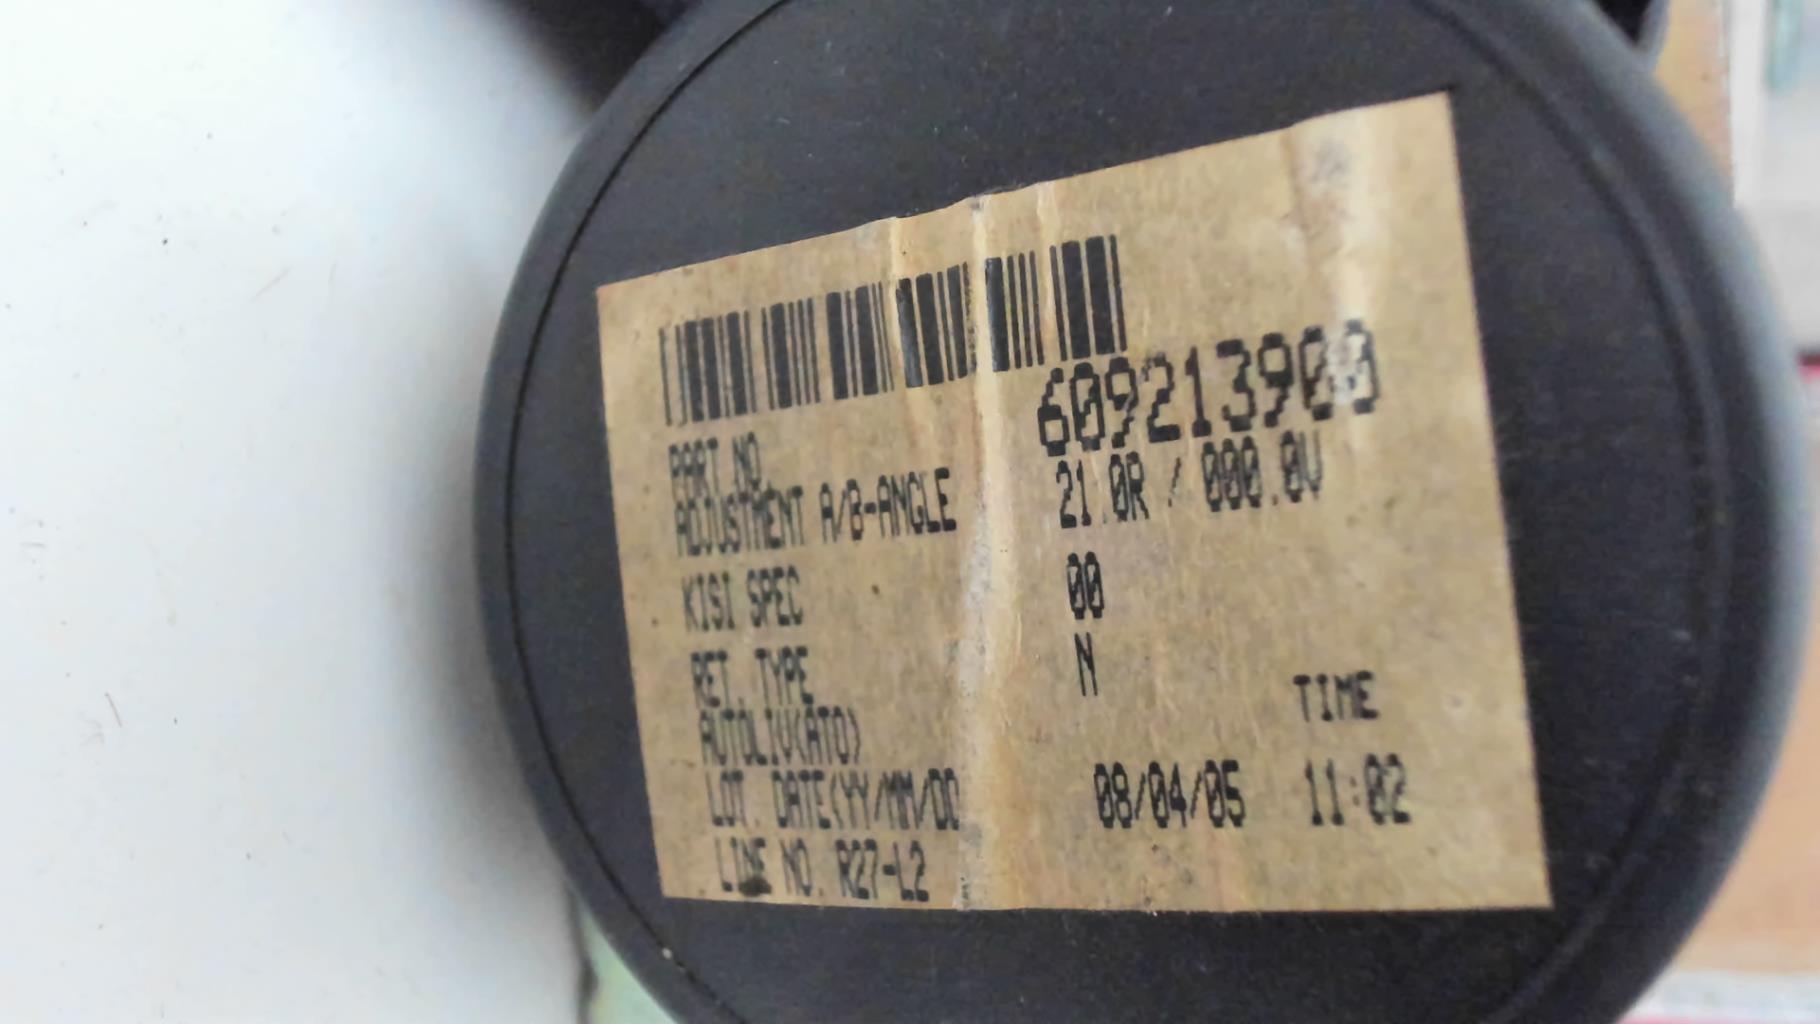 609213900
PART NO.
ADJUSTMENT A/B-ANGLE 21.0R / 000.0V
KISI SPEC 00
RET. TYPE N
AUTOLIV(ATO) TIME
LOT. DATE(YY/MM/DD 08/04/05 11:02
LINE NO. R27-L2